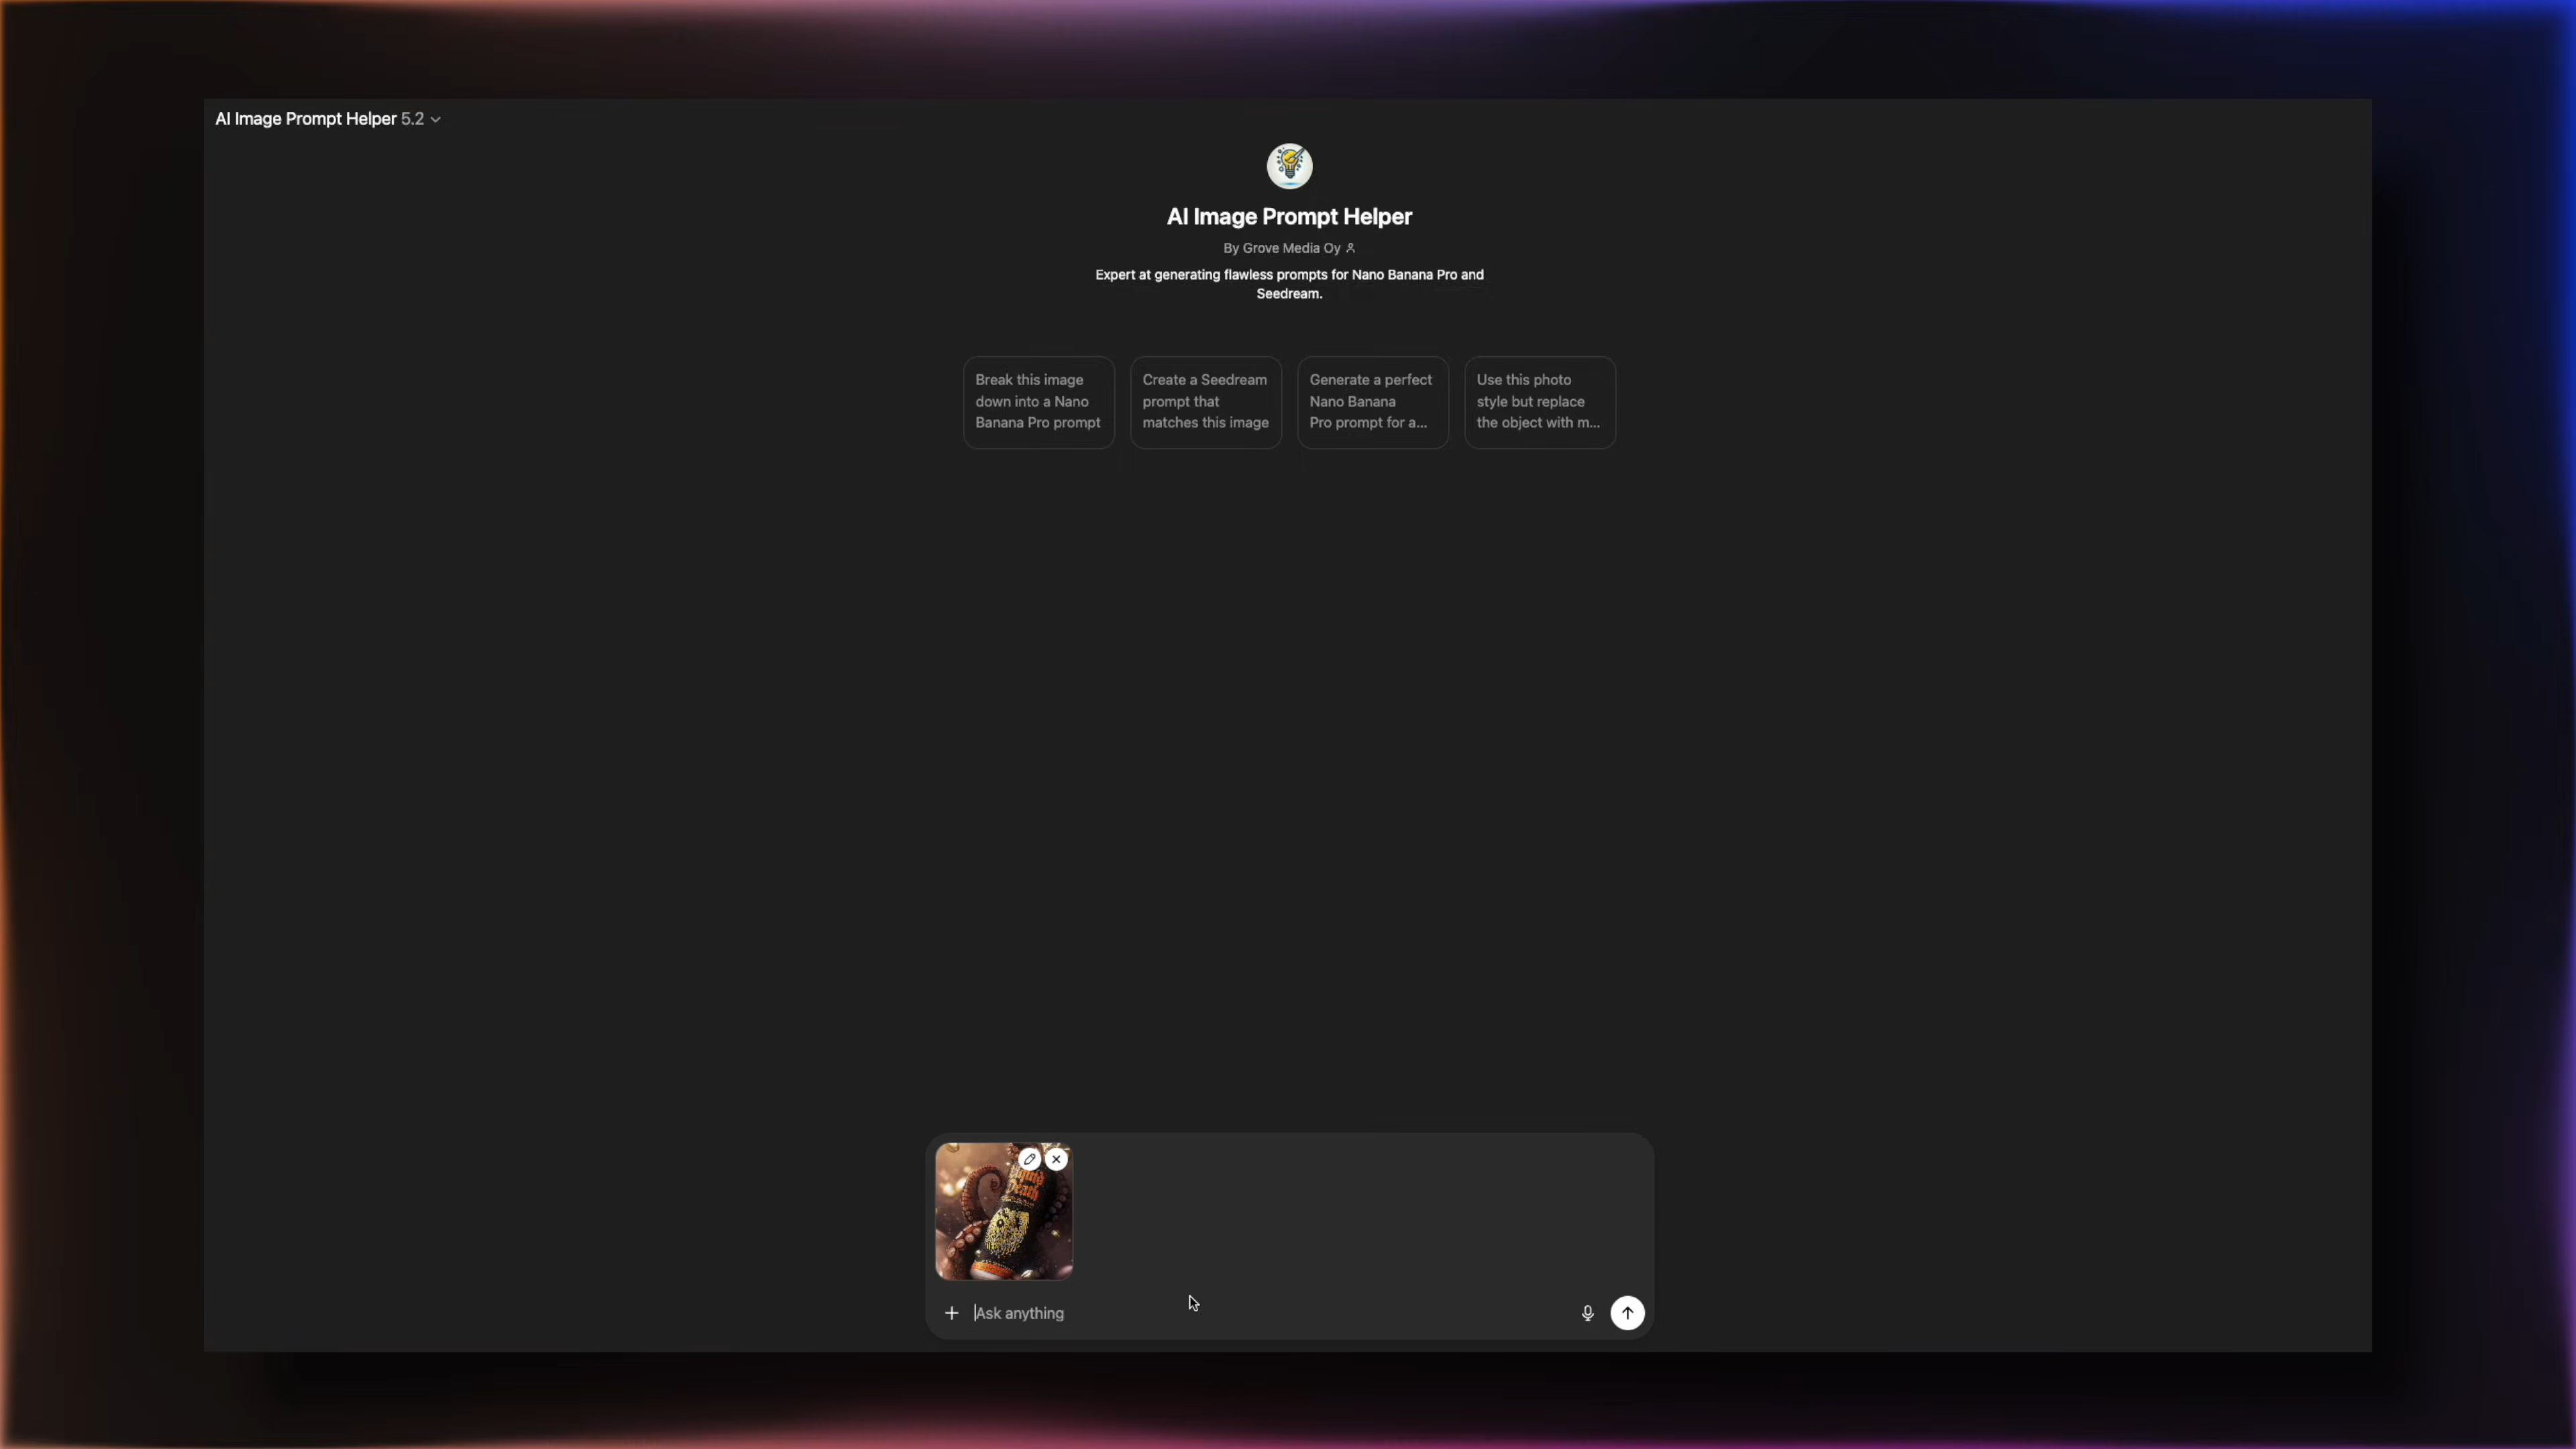 AI Image Prompt Helper 5.2
AI Image Prompt Helper
By Grove Media Oy
Expert at generating flawless prompts for Nano Banana Pro and
Seedream.
Break this image
down into a Nano
Banana Pro prompt
Create a Seedream
prompt that
matches this image
Generate a perfect
Nano Banana
Pro prompt for a...
Use this photo
style but replace
the object with m...
Liquid
Death
Ask anything